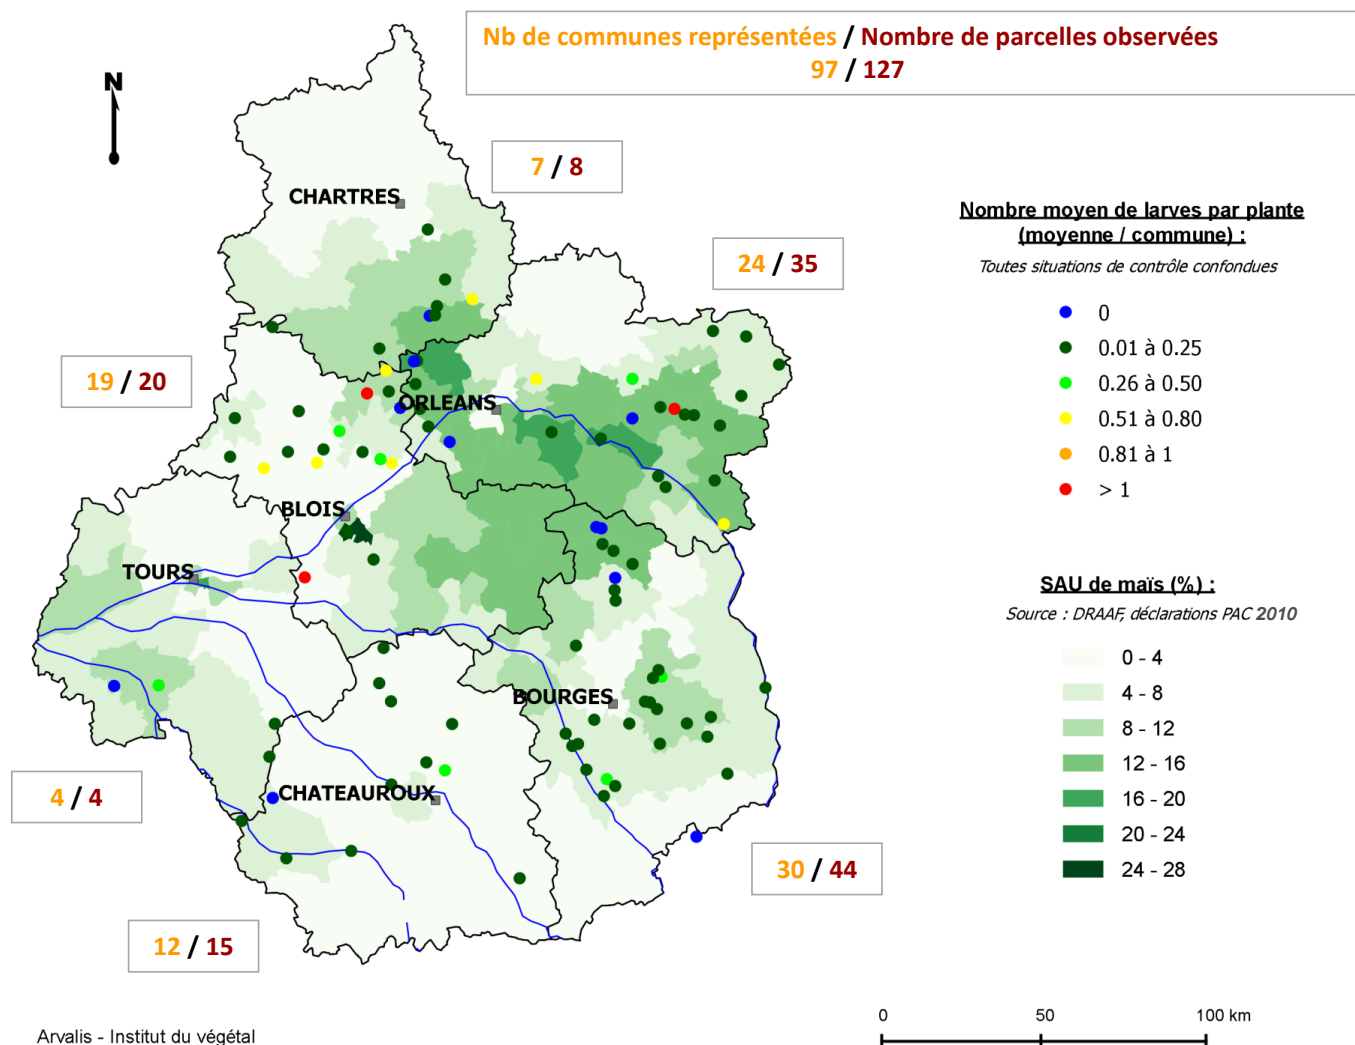 Nb de communes représentées / Nombre de parcelles observées
97 / 127
N
7 / 8
CHARTRES
24 / 35
19 / 20
ORLEANS
BLOIS
TOURS
BOURGES
4 / 4
CHATEAUROUX
30 / 44
12 / 15
Nombre moyen de larves par plante
(moyenne / commune) :
Toutes situations de contrôle confondues
0
0.01 à 0.25
0.26 à 0.50
0.51 à 0.80
0.81 à 1
> 1
SAU de maïs (%) :
Source : DRAAF, déclarations PAC 2010
0 - 4
4 - 8
8 - 12
12 - 16
16 - 20
20 - 24
24 - 28
0 50 100 km
Arvalis - Institut du végétal